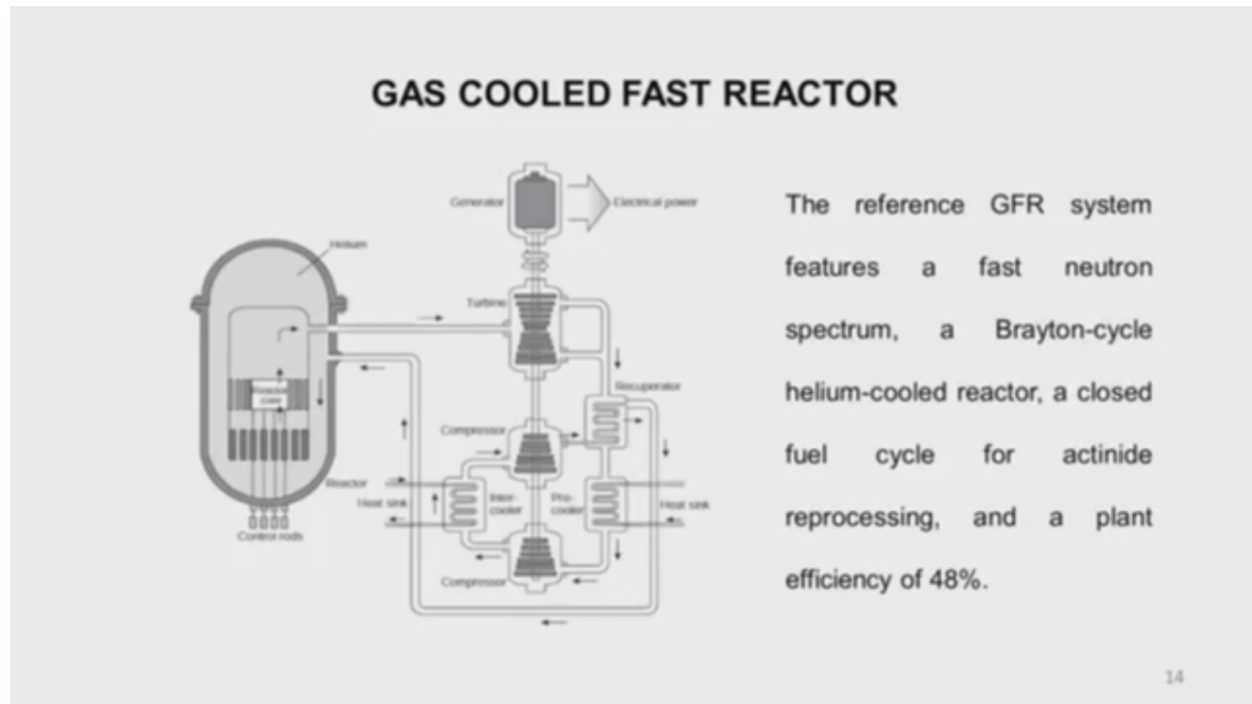 GAS COOLED FAST REACTOR
Generator
Electrical power
Helium
Turbine
Recuperator
Reactor
core
Compressor
Reactor
Heat sink
Inter-
cooler
Pre-
cooler
Heat sink
Control rods
Compressor
The reference GFR system
features a fast neutron
spectrum, a Brayton-cycle
helium-cooled reactor, a closed
fuel cycle for actinide
reprocessing, and a plant
efficiency of 48%.
14